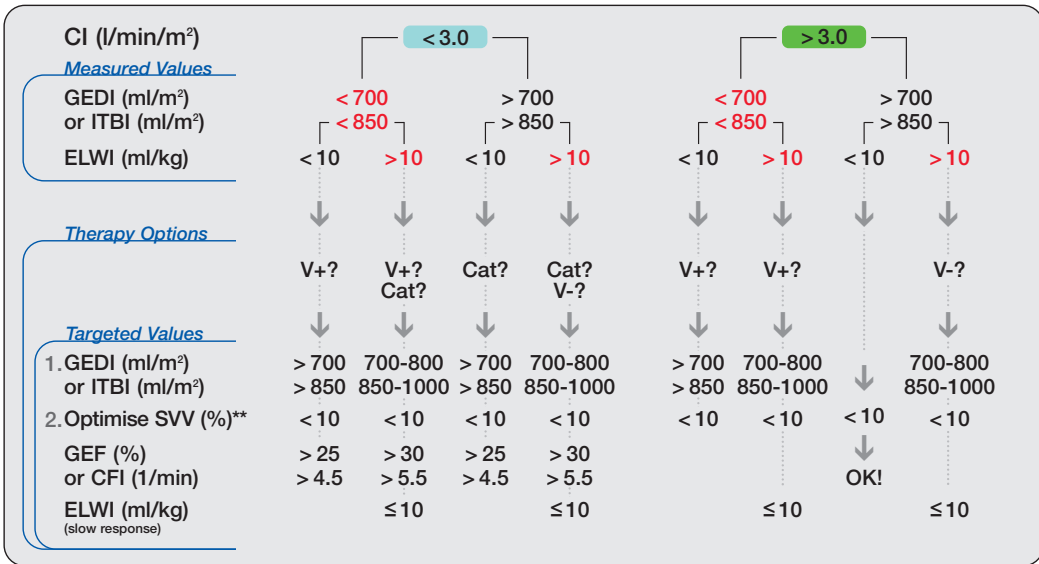 CI (l/min/m²) < 3.0 > 3.0
Measured Values
GEDI (ml/m²) < 700 > 700 < 700 > 700
or ITBI (ml/m²) < 850 > 850 < 850 > 850
ELWI (ml/kg) < 10 > 10 < 10 > 10 < 10 > 10 < 10 > 10
Therapy Options
V+? V+? Cat? Cat? V+? V+? V-?
Cat? V-?
Targeted Values
1. GEDI (ml/m²) > 700 700-800 > 700 700-800 > 700 700-800 700-800
or ITBI (ml/m²) > 850 850-1000 > 850 850-1000 > 850 850-1000 850-1000
2. Optimise SVV (%)** < 10 < 10 < 10 < 10 < 10 < 10 < 10 < 10
GEF (%) > 25 > 30 > 25 > 30
or CFI (1/min) > 4.5 > 5.5 > 4.5 > 5.5 OK!
ELWI (ml/kg) ≤ 10 ≤ 10 ≤ 10 ≤ 10
(slow response)